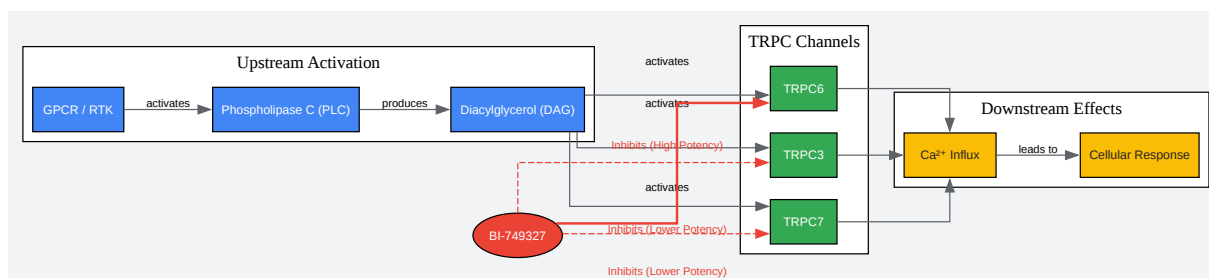 Upstream Activation
GPCR / RTK
activates
Phospholipase C (PLC)
produces
Diacylglycerol (DAG)
activates
activates
Inhibits (High Potency)
activates
BI-749327
Inhibits (Lower Potency)
Inhibits (Lower Potency)
TRPC Channels
TRPC6
TRPC3
TRPC7
Downstream Effects
Ca²⁺ Influx
leads to
Cellular Response